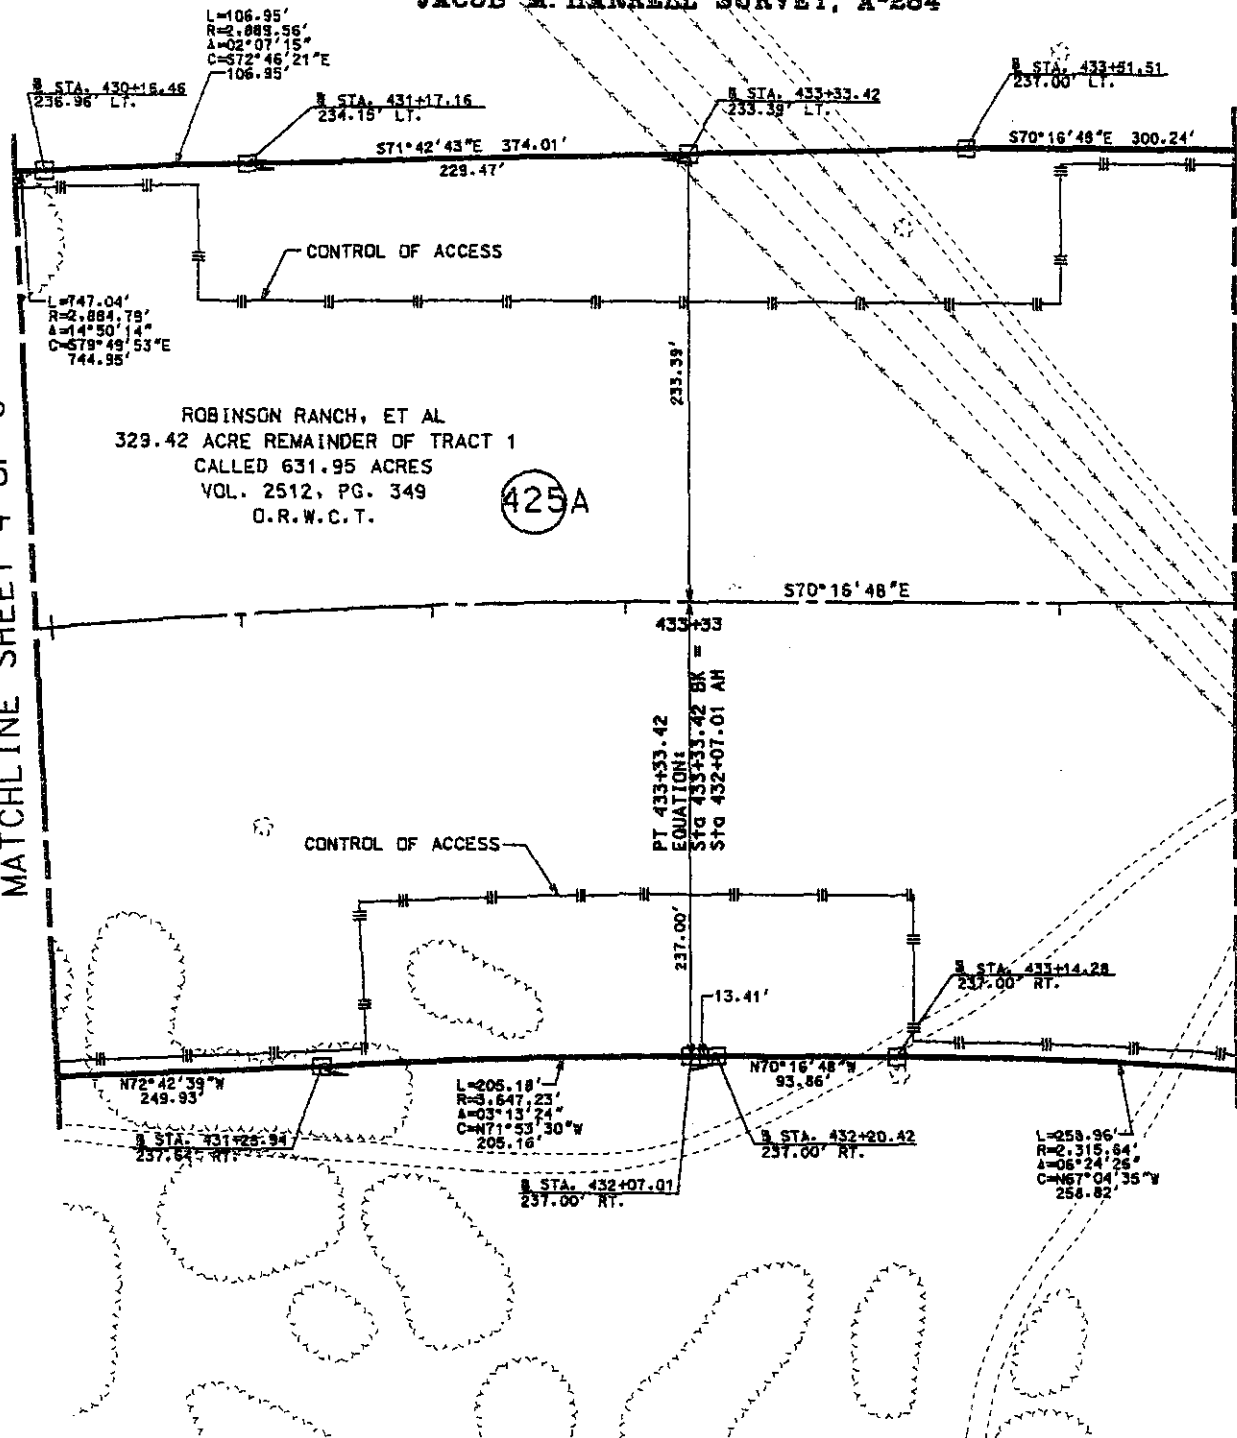 SURVEY, A-284
L=106.95'
R=2,889.56'
Δ=02°07'15"
C=S72°46'21"E
106.95'
STA. 430+16.46
236.96' LT.
STA. 431+17.16
234.15' LT.
STA. 433+33.42
233.39' LT.
STA. 433+51.51
237.00' LT.
S71°42'43"E 374.01'
229.47'
S70°16'48"E 300.24'
CONTROL OF ACCESS
L=747.04'
R=2,884.79'
Δ=14°50'14"
C=S79°49'53"E
744.95'
233.39'
ROBINSON RANCH, ET AL
329.42 ACRE REMAINDER OF TRACT 1
CALLED 631.95 ACRES
VOL. 2512, PG. 349
O.R.W.C.T.
425A
MATCHLINE SHEET 4
S70°16'48"E
433+33
PT 433+33.42
EQUATION:
Sta 433+33.42 BK =
Sta 432+07.01 AH
CONTROL OF ACCESS
237.00'
13.41'
STA. 433+14.28
237.00' RT.
N72°42'39"W
249.93'
L=205.18'
R=3,647.23'
Δ=03°13'24"
C=N71°53'30"W
205.16'
N70°16'48"W
93.86'
STA. 431+28.94
237.64' RT.
STA. 432+20.42
237.00' RT.
STA. 432+07.01
237.00' RT.
L=258.96'
R=2,315.64'
Δ=06°24'26"
C=N67°04'35"W
258.82'